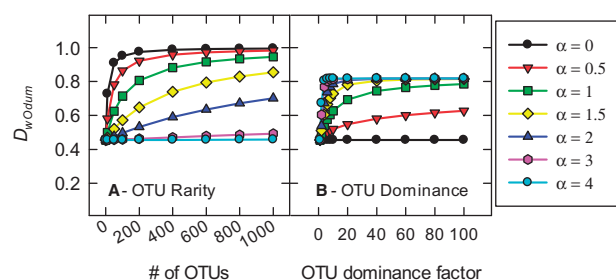 D_wOdum
1.0
0.8
0.6
0.4
0.2
A - OTU Rarity
B - OTU Dominance
0
200
400
600
800
1000
0
20
40
60
80
100
# of OTUs
OTU dominance factor
α = 0
α = 0.5
α = 1
α = 1.5
α = 2
α = 3
α = 4